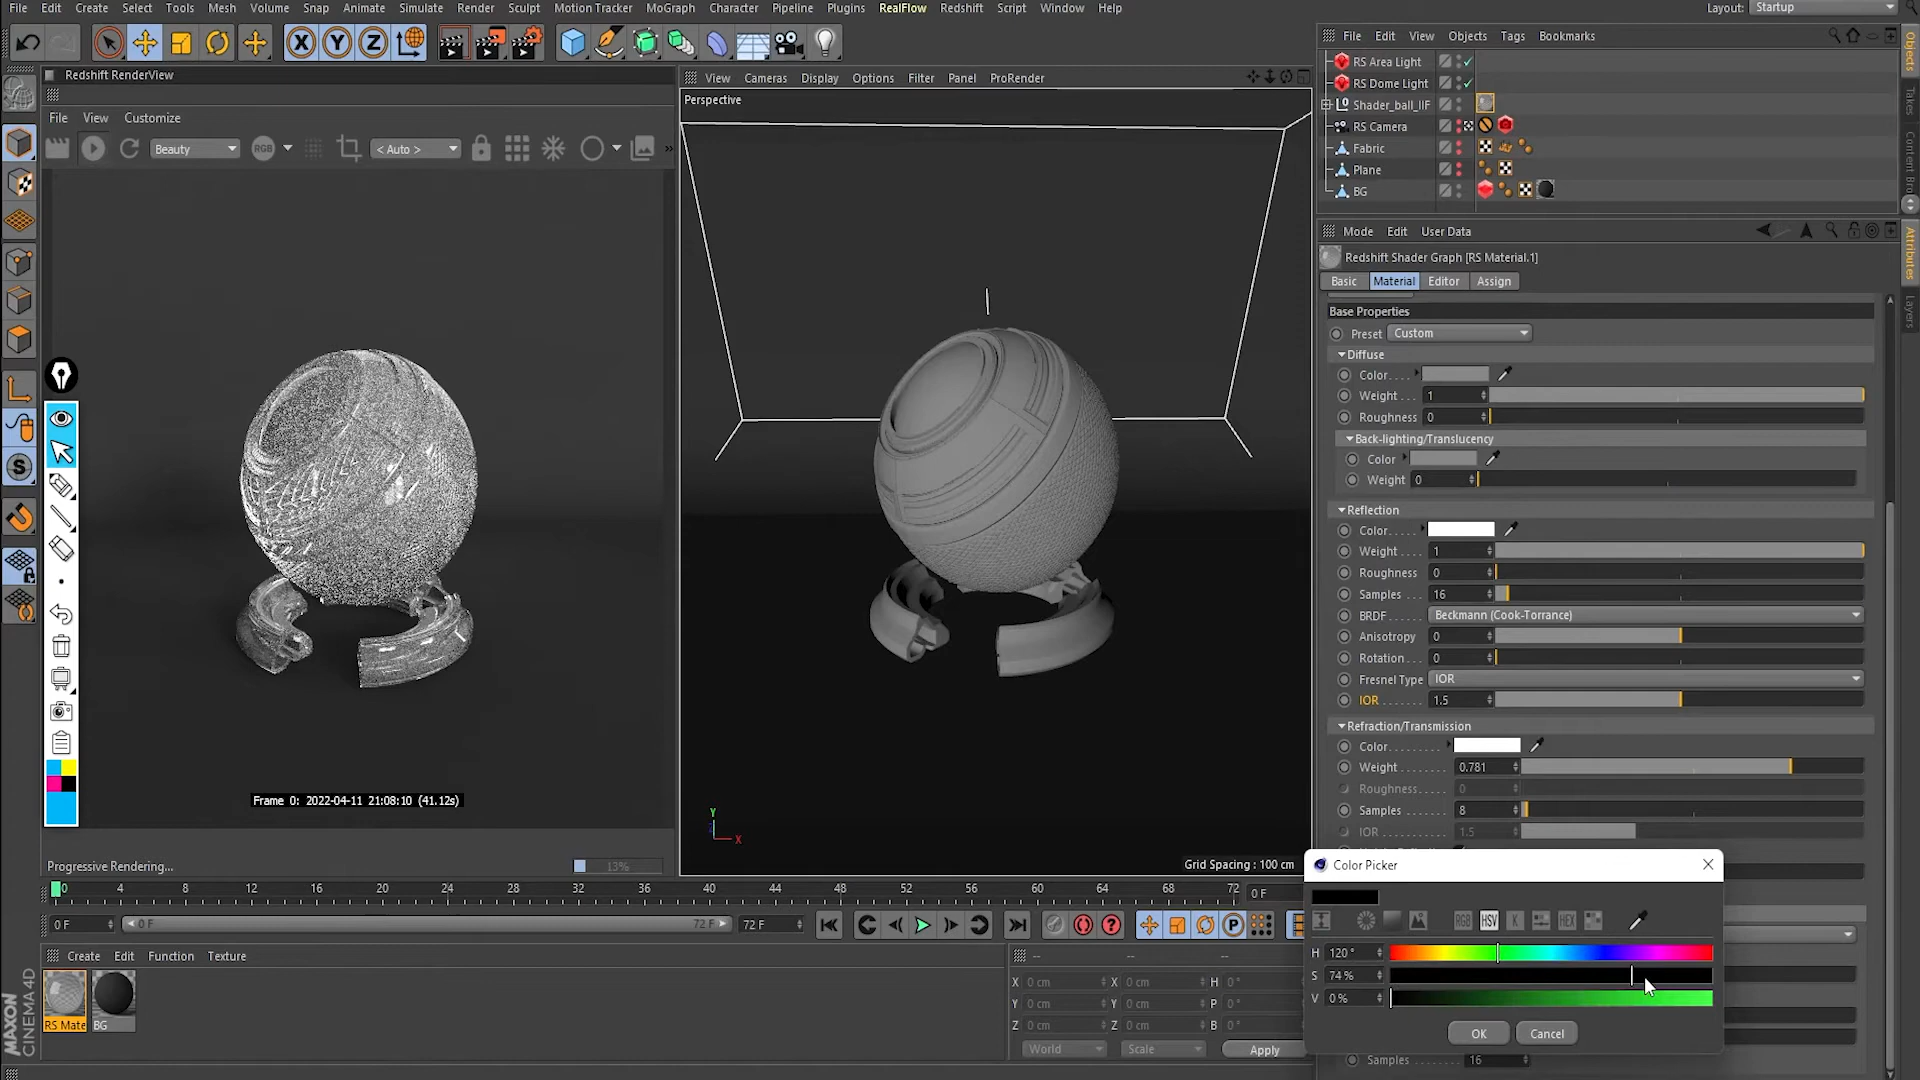 File Edit Create Select Tools Mesh Volume Snap Animate Simulate Render Sculpt Motion Tracker MoGraph Character Pipeline Plugins RealFlow Redshift Script Window Help
Layout: Startup
X Y Z
Redshift RenderView
File View Customize
Beauty RGB < Auto >
Frame 0: 2022-04-11 21:08:10 (41.12s)
Progressive Rendering... 13%
View Cameras Display Options Filter Panel ProRender
Perspective
Y
X
Grid Spacing : 100 cm
File Edit View Objects Tags Bookmarks
RS Area Light
RS Dome Light
Shader_ball_IIF
RS Camera
Fabric
Plane
BG
Objects
Takes
Attributes
Layers
Mode Edit User Data
Redshift Shader Graph [RS Material.1]
Basic Material Editor Assign
Base Properties
Preset Custom
Diffuse
Color. . . .
Weight . . . 1
Roughness 0
Back-lighting/Translucency
Color
Weight 0
Reflection
Color. . . .
Weight . . . . 1
Roughness 0
Samples . . 16
BRDF. . . . . Beckmann (Cook-Torrance)
Anisotropy 0
Rotation . . . 0
Fresnel Type IOR
IOR . . . . . . . 1.5
Refraction/Transmission
Color. . . . . . . . .
Weight . . . . . . . 0.781
Roughness. . . . 0
Samples . . . . . . 8
IOR . . . . . . . . . . 1.5
Color Picker
RGB HSV K HEX
H 120 °
S 74 %
V 0 %
OK Cancel
Samples 16
0 4 8 12 16 20 24 28 32 36 40 44 48 52 56 60 64 68 72 0 F
0 F 0 F 72 F 72 F
P
Create Edit Function Texture
RS Mate BG
-- -- --
X 0 cm X 0 cm H 0 °
Y 0 cm Y 0 cm P 0 °
Z 0 cm Z 0 cm B 0 °
World Scale Apply
MAXON
CINEMA 4D